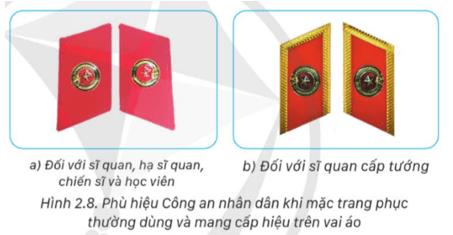 a) Đối với sĩ quan, hạ sĩ quan,
chiến sĩ và học viên
b) Đối với sĩ quan cấp tướng
Hình 2.8. Phù hiệu Công an nhân dân khi mặc trang phục
thường dùng và mang cấp hiệu trên vai áo